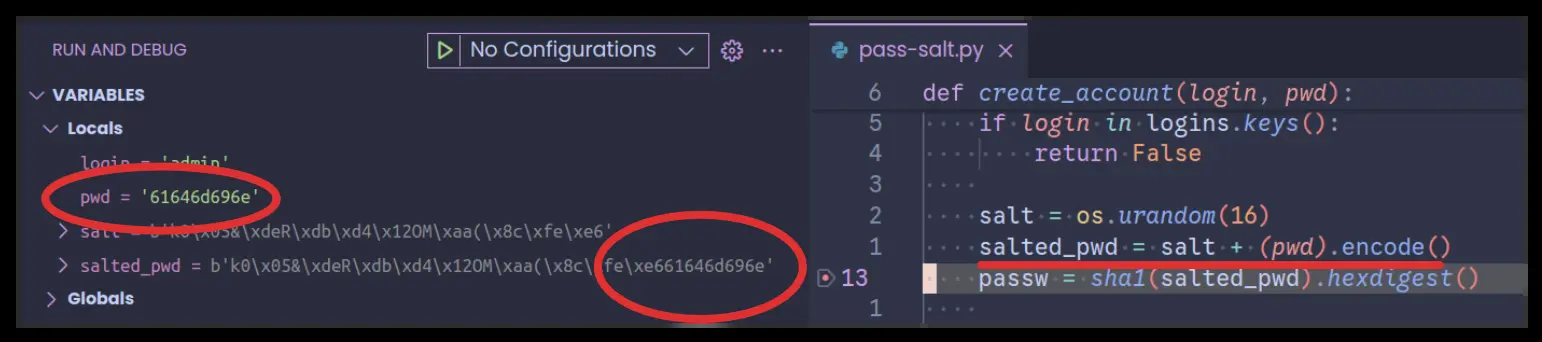 RUN AND DEBUG
No Configurations
pass-salt.py
VARIABLES
Locals
login = 'admin'
pwd = '61646d696e'
salt = b'k0\x05&\xdeR\xdb\xd4\x12OM\xaa(\x8c\xfe\xe6'
salted_pwd = b'k0\x05&\xdeR\xdb\xd4\x12OM\xaa(\x8c\fe\xe661646d696e'
Globals
6 def create_account(login, pwd):
5 if login in logins.keys():
4 return False
3
2 salt = os.urandom(16)
1 salted_pwd = salt + (pwd).encode()
13 passw = sha1(salted_pwd).hexdigest()
1